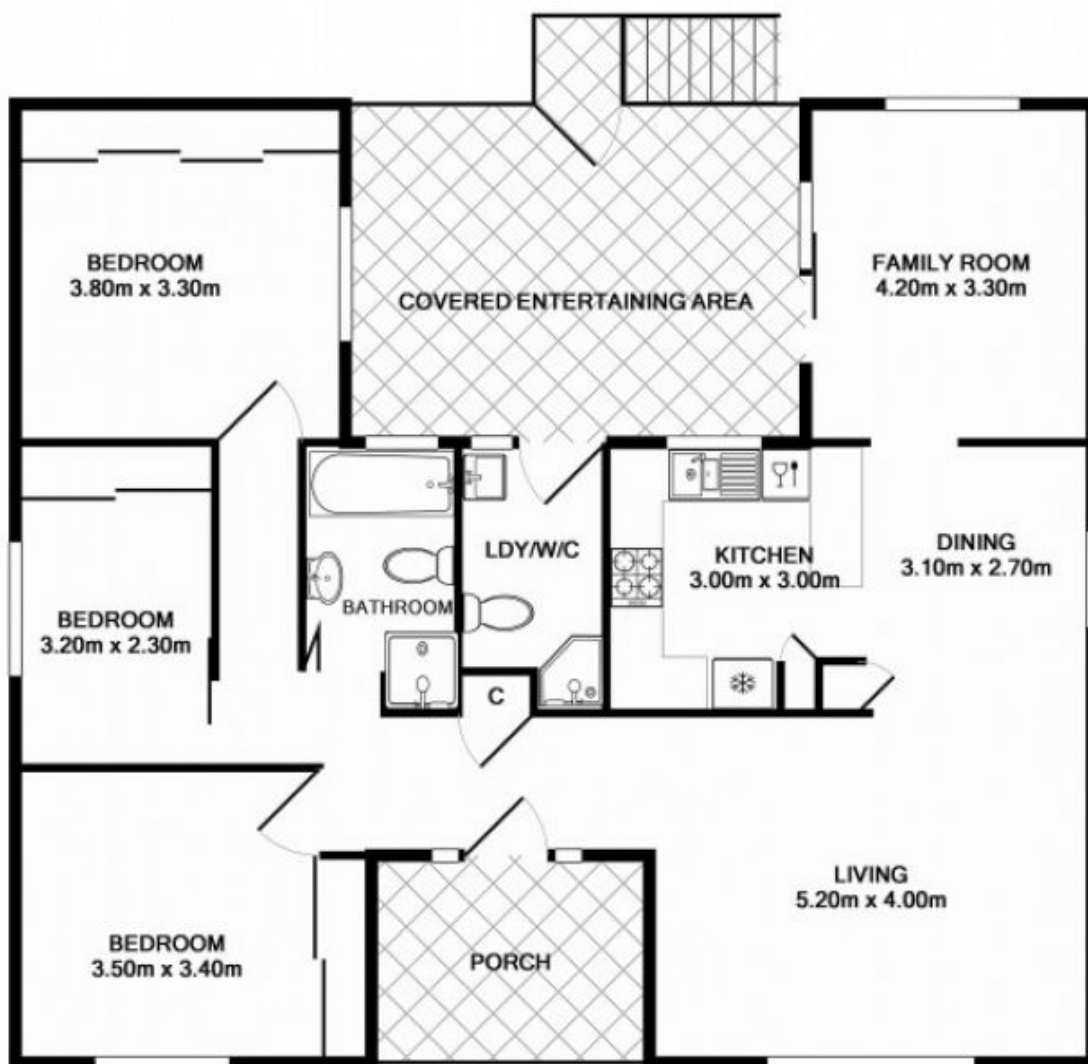 BEDROOM
3.80m x 3.30m
COVERED ENTERTAINING AREA
FAMILY ROOM
4.20m x 3.30m
BEDROOM
3.20m x 2.30m
BATHROOM
LDY/W/C
KITCHEN
3.00m x 3.00m
DINING
3.10m x 2.70m
C
BEDROOM
3.50m x 3.40m
PORCH
LIVING
5.20m x 4.00m